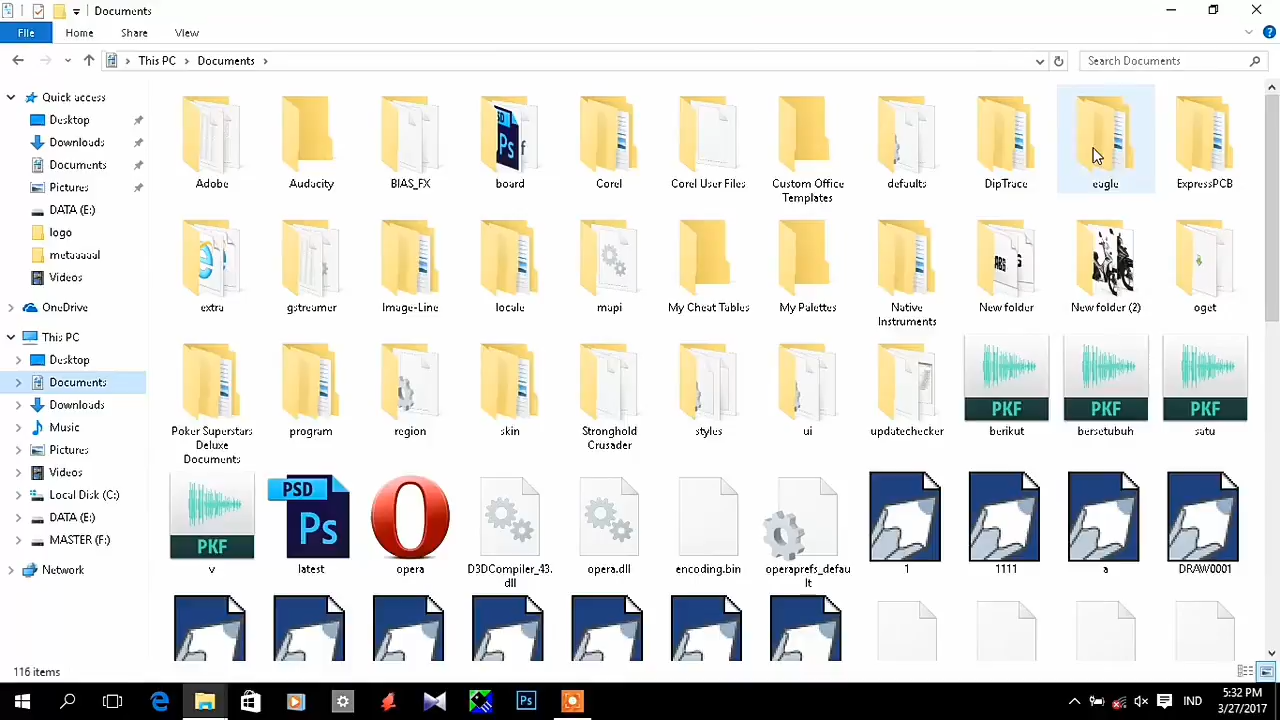 Documents
File Home Share View
This PC Documents
Search Documents
Quick access
Desktop
Downloads
Documents
Pictures
DATA (E:)
logo
metaaaaal
Videos
OneDrive
This PC
Desktop
Documents
Downloads
Music
Pictures
Videos
Local Disk (C:)
DATA (E:)
MASTER (F:)
Network
Ps
Adobe Audacity BIAS_FX board Corel Corel User Files Custom Office defaults DipTrace eagle ExpressPCB
Templates
extra gstreamer Image-Line locale mapi My Cheat Tables My Palettes Native New folder New folder (2) oget
Instruments
PKF PKF PKF
Poker Superstars program region skin Stronghold styles ui updatechecker berikut bersetubuh satu
Deluxe Crusader
Documents
PSD
Ps
PKF
v latest opera D3DCompiler_43. opera.dll encoding.bin operaprefs_defau 1 1111 a DRAW0001
dll lt
116 items
Ps
IND
5:32 PM
3/27/2017